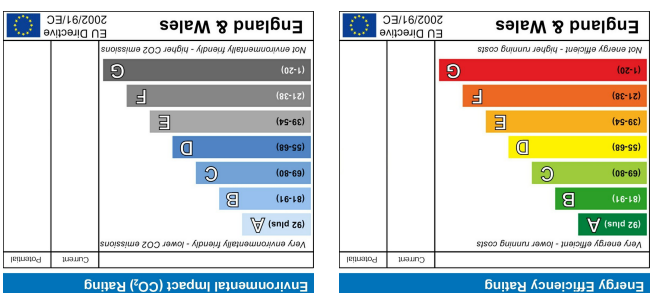 Energy Efficiency Rating
Current Potential
Very energy efficient - lower running costs
(92 plus) A
(81-91) B
(69-80) C
(55-68) D
(39-54) E
(21-38) F
(1-20) G
Not energy efficient - higher running costs
England & Wales
EU Directive
2002/91/EC
Environmental Impact (CO₂) Rating
Current Potential
Very environmentally friendly - lower CO2 emissions
(92 plus) A
(81-91) B
(69-80) C
(55-68) D
(39-54) E
(21-38) F
(1-20) G
Not environmentally friendly - higher CO2 emissions
England & Wales
EU Directive
2002/91/EC